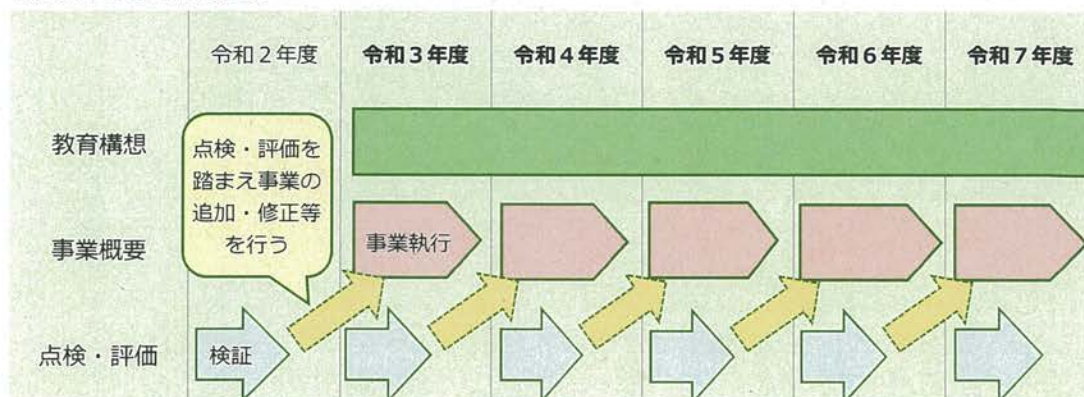 令和２年度
令和３年度
令和４年度
令和５年度
令和６年度
令和７年度
教育構想
点検・評価を
踏まえ事業の
追加・修正等
を行う
事業概要
事業執行
点検・評価
検証